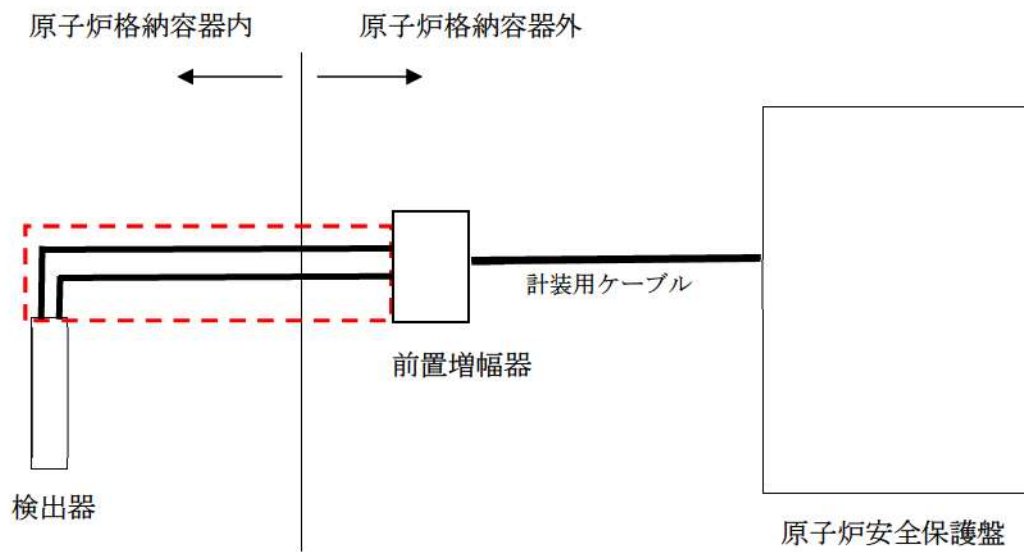 原子炉格納容器内
原子炉格納容器外
計装用ケーブル
前置増幅器
検出器
原子炉安全保護盤